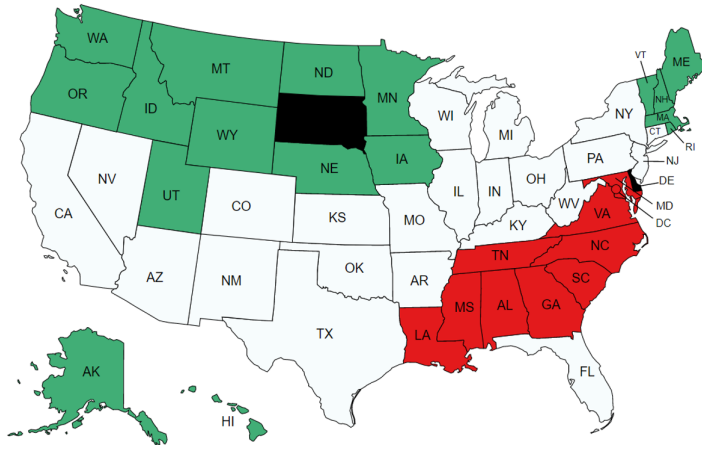 WA
MT
ND
MN
OR
ID
WY
WI
MI
VT
ME
NH
NY
MA
CT
RI
NE
IA
PA
NJ
NV
UT
CO
IL
IN
OH
DE
MD
DC
WV
VA
CA
KS
MO
KY
AZ
NM
OK
AR
TN
NC
SC
MS
AL
GA
TX
LA
FL
AK
HI